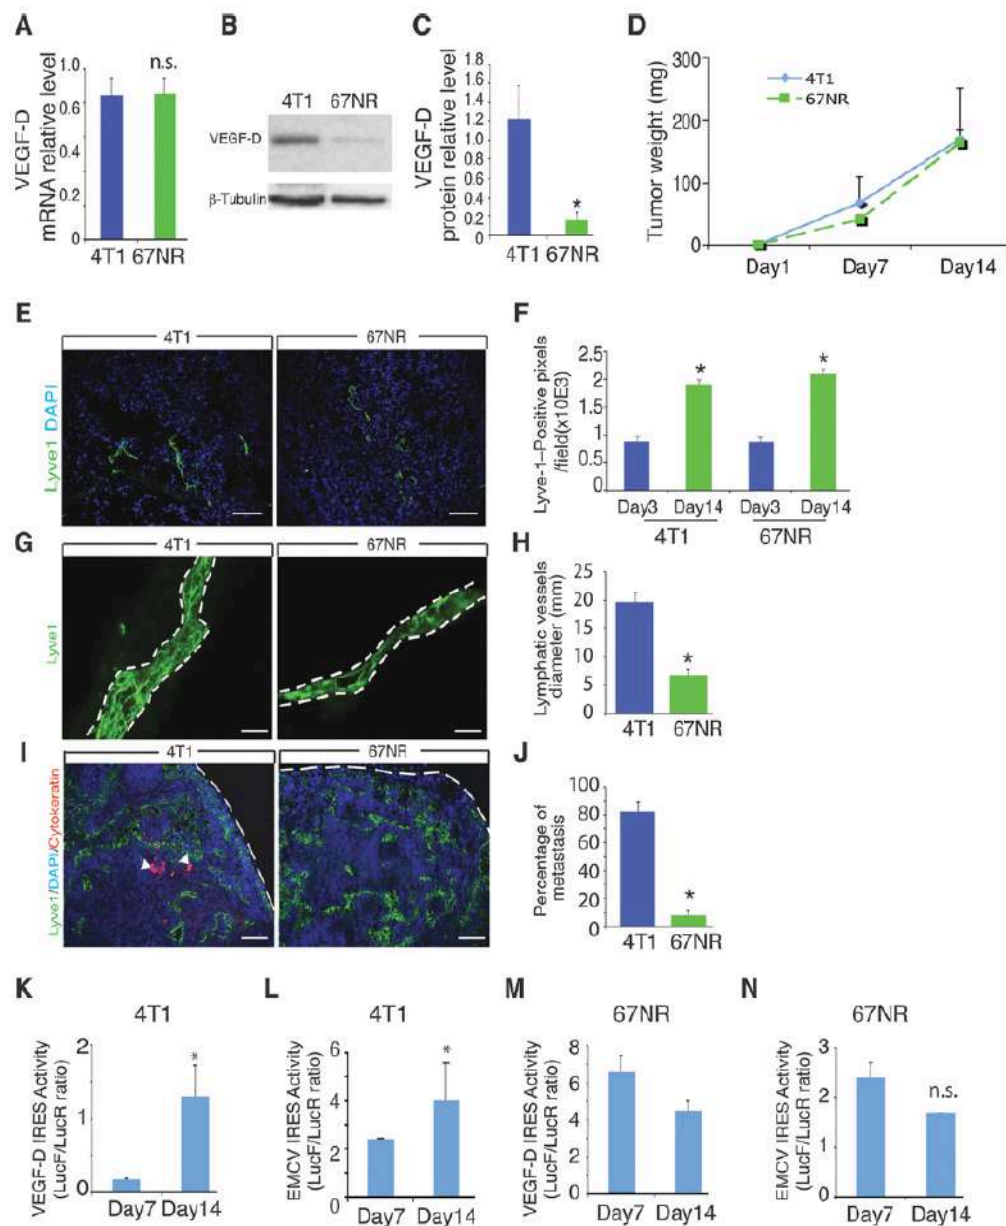 A
VEGF-D
mRNA relative level
1.0
0.6
0.4
0.2
0
n.s.
4T1 67NR
B
4T1 67NR
VEGF-D
β-Tubulin
C
VEGF-D
protein relative level
1.8
1.6
1.4
1.2
1.0
0.8
0.6
0.4
0.2
0
*
4T1 67NR
D
Tumor weight (mg)
300
200
100
0
4T1
67NR
Day1 Day7 Day14
E
Lyve1 DAPI
4T1
67NR
F
Lyve-1–Positive pixels
/field(x10E3)
2.5
2
1.5
1
0.5
0
* *
Day3 Day14 Day3 Day14
4T1 67NR
G
Lyve1
4T1
67NR
H
Lymphatic vessels
diameter (mm)
25
20
15
10
5
0
*
4T1 67NR
I
Lyve1/DAPI/Cytokeratin
4T1
67NR
J
Percentage of
metastasis
100
80
60
40
20
0
*
4T1 67NR
K
4T1
VEGF-D IRES Activity
(LucF/LucR ratio)
2
1
0
*
Day7 Day14
L
4T1
EMCV IRES Activity
(LucF/LucR ratio)
6
4
2
0
*
Day7 Day14
M
67NR
VEGF-D IRES Activity
(LucF/LucR ratio)
8
6
4
2
0
Day7 Day14
N
67NR
EMCV IRES Activity
(LucF/LucR ratio)
3
2
1
0
n.s.
Day7 Day14